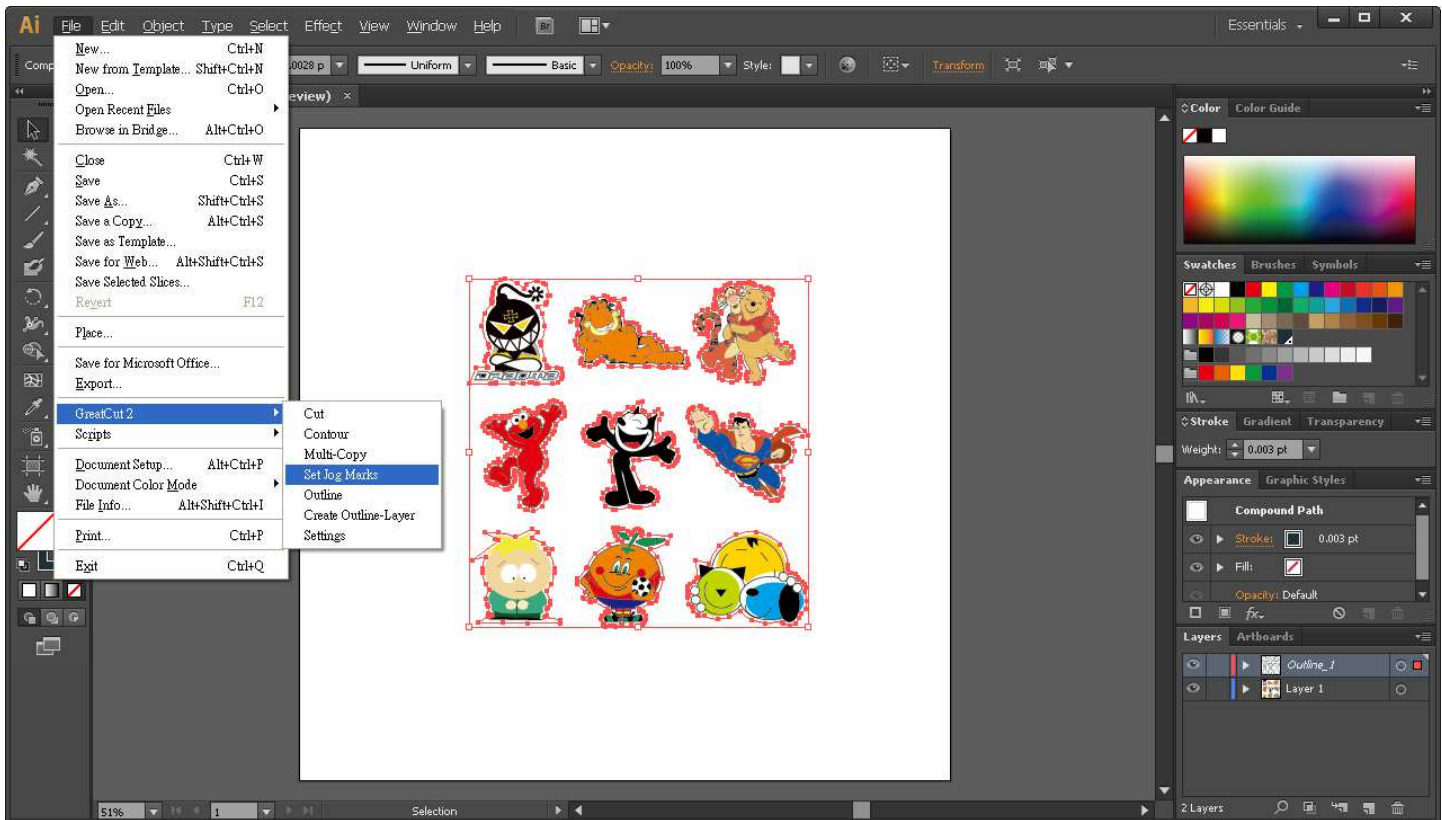 Ai File Edit Object Type Select Effect View Window Help Br Essentials
Comp .0028 p Uniform Basic Opacity: 100% Style: Transform
eview) ×
New... Ctrl+N
New from Template... Shift+Ctrl+N
Open... Ctrl+O
Open Recent Files
Browse in Bridge... Alt+Ctrl+O
Close Ctrl+W
Save Ctrl+S
Save As... Shift+Ctrl+S
Save a Copy... Alt+Ctrl+S
Save as Template...
Save for Web... Alt+Shift+Ctrl+S
Save Selected Slices...
Revert F12
Place...
Save for Microsoft Office...
Export...
GreatCut 2
Scripts
Document Setup... Alt+Ctrl+P
Document Color Mode
File Info... Alt+Shift+Ctrl+I
Print... Ctrl+P
Exit Ctrl+Q
Cut
Contour
Multi-Copy
Set Jog Marks
Outline
Create Outline-Layer
Settings
Color Color Guide
Swatches Brushes Symbols
Stroke Gradient Transparency
Weight: 0.003 pt
Appearance Graphic Styles
Compound Path
Stroke: 0.003 pt
Fill:
Opacity: Default
fx
Layers Artboards
Outline_1
Layer 1
2 Layers
51% 1 Selection